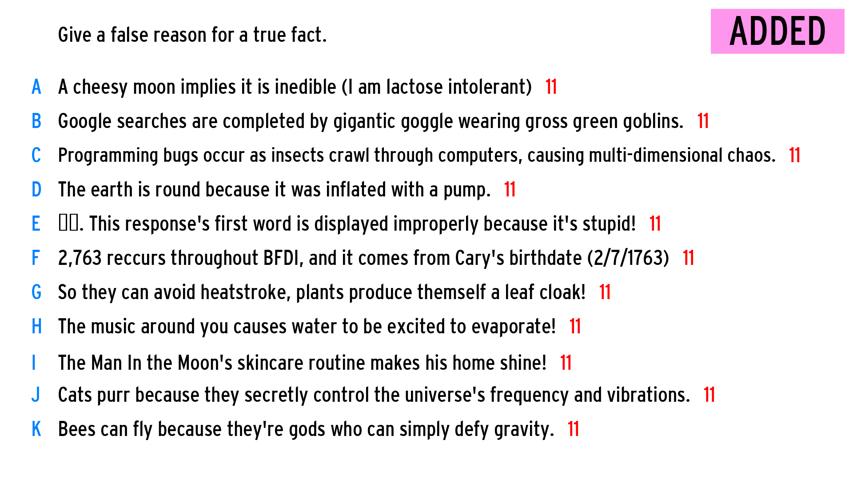 Give a false reason for a true fact.
ADDED
A A cheesy moon implies it is inedible (I am lactose intolerant) 11
B Google searches are completed by gigantic goggle wearing gross green goblins. 11
C Programming bugs occur as insects crawl through computers, causing multi-dimensional chaos. 11
D The earth is round because it was inflated with a pump. 11
E ▯▯. This response's first word is displayed improperly because it's stupid! 11
F 2,763 reccurs throughout BFDI, and it comes from Cary's birthdate (2/7/1763) 11
G So they can avoid heatstroke, plants produce themself a leaf cloak! 11
H The music around you causes water to be excited to evaporate! 11
I The Man In the Moon's skincare routine makes his home shine! 11
J Cats purr because they secretly control the universe's frequency and vibrations. 11
K Bees can fly because they're gods who can simply defy gravity. 11